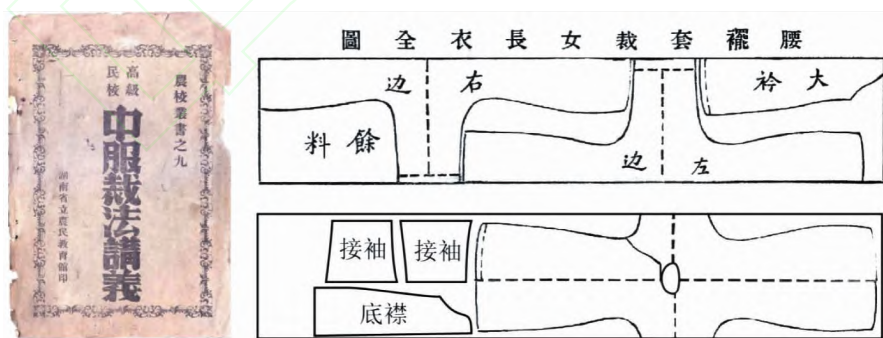 農校叢書之九
高級
民校
中服裁法講義
湖南省立農民教育館印
腰襬套裁女長衣全圖
大衿
右边
餘料
左边
接袖
接袖
底襟